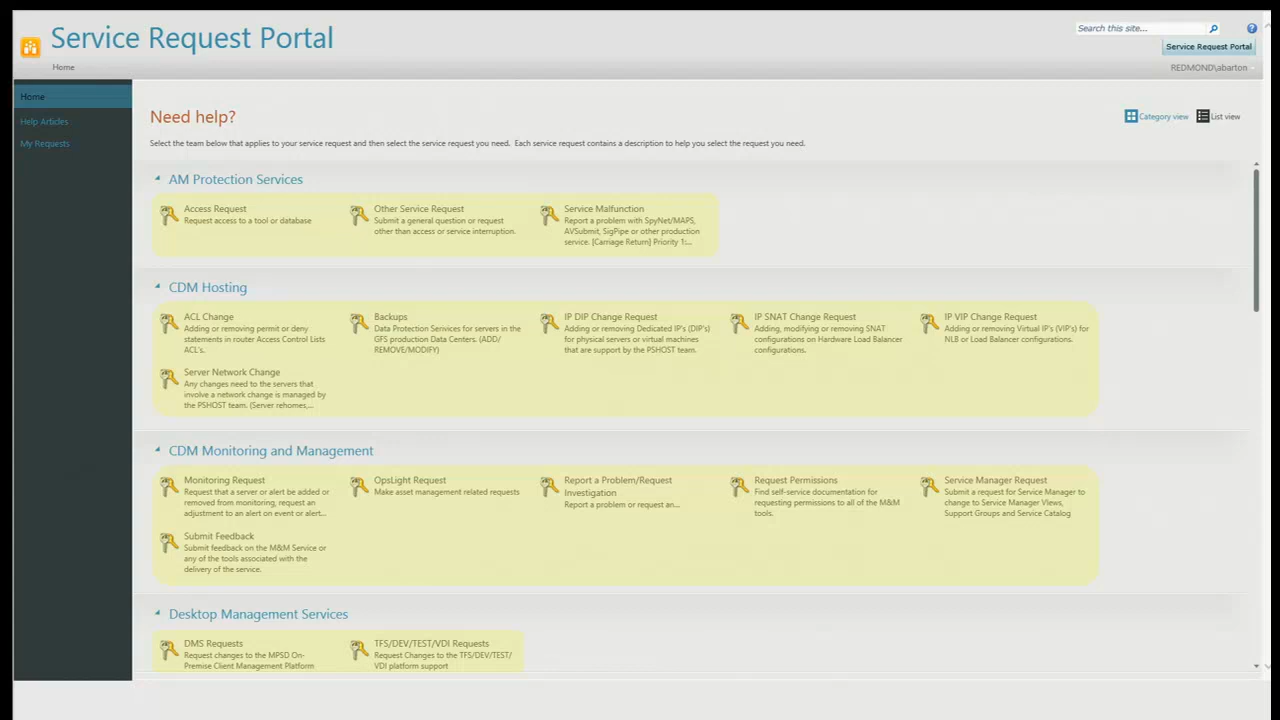 Service Request Portal
Search this site...
Service Request Portal
Home
REDMOND\abarton
Home
Help Articles
My Requests
Need help?
Category view
List view
Select the team below that applies to your service request and then select the service request you need. Each service request contains a description to help you select the request you need.
AM Protection Services
Access Request
Request access to a tool or database
Other Service Request
Submit a general question or request
other than access or service interruption.
Service Malfunction
Report a problem with SpyNet/MAPS,
AVSubmit, SigPipe or other production
service. [Carriage Return] Priority 1:...
CDM Hosting
ACL Change
Adding or removing permit or deny
statements in router Access Control Lists
ACL's.
Backups
Data Protection Serivices for servers in the
GFS production Data Centers. (ADD/
REMOVE/MODIFY)
IP DIP Change Request
Adding or removing Dedicated IP's (DIP's)
for physical servers or virtual machines
that are support by the PSHOST team.
IP SNAT Change Request
Adding, modifying or removing SNAT
configurations on Hardware Load Balancer
configurations.
IP VIP Change Request
Adding or removing Virtual IP's (VIP's) for
NLB or Load Balancer configurations.
Server Network Change
Any changes need to the servers that
involve a network change is managed by
the PSHOST team. (Server rehomes,...
CDM Monitoring and Management
Monitoring Request
Request that a server or alert be added or
removed from monitoring, request an
adjustment to an alert on event or alert...
OpsLight Request
Make asset management related requests
Report a Problem/Request
Investigation
Report a problem or request an...
Request Permissions
Find self-service documentation for
requesting permissions to all of the M&M
tools.
Service Manager Request
Submit a request for Service Manager to
change to Service Manager Views,
Support Groups and Service Catalog
Submit Feedback
Submit feedback on the M&M Service or
any of the tools associated with the
delivery of the service.
Desktop Management Services
DMS Requests
Request changes to the MPSD On-
Premise Client Management Platform
TFS/DEV/TEST/VDI Requests
Request Changes to the TFS/DEV/TEST/
VDI platform support